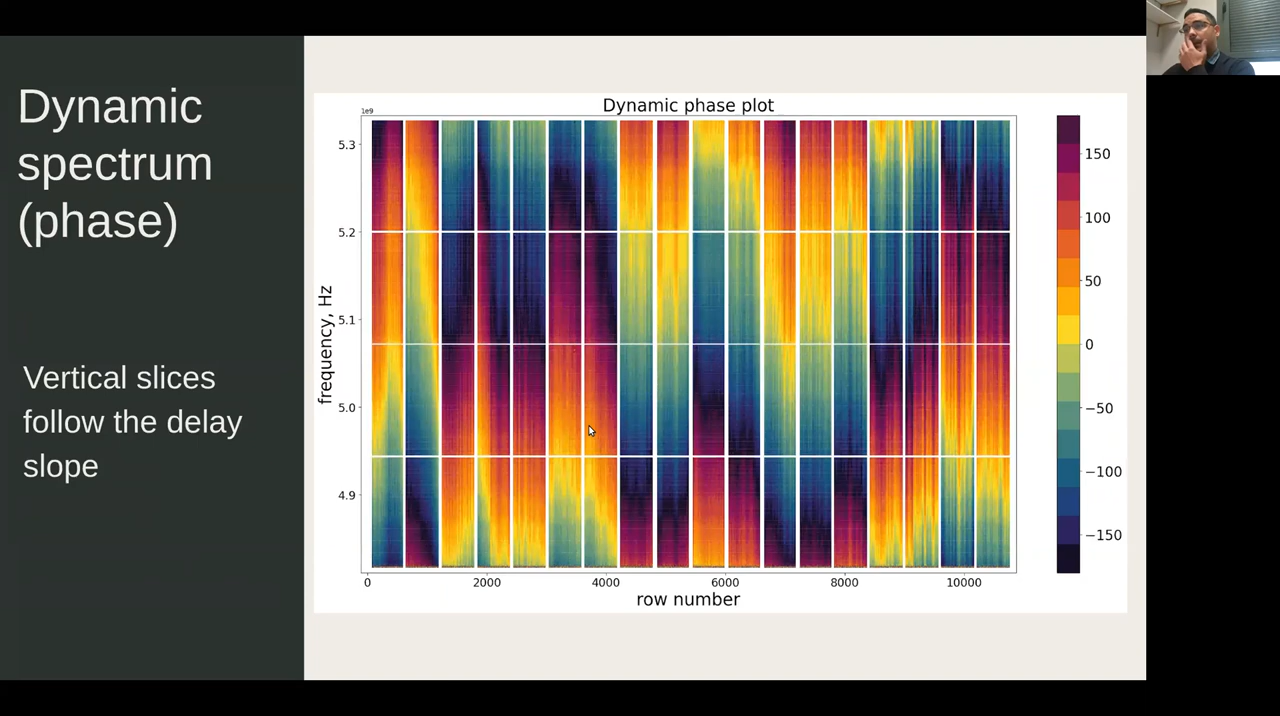 Dynamic
spectrum
(phase)
Vertical slices
follow the delay
slope
Dynamic phase plot
1e9
5.3
5.2
5.1
5.0
4.9
frequency, Hz
0 2000 4000 6000 8000 10000
row number
150
100
50
0
−50
−100
−150